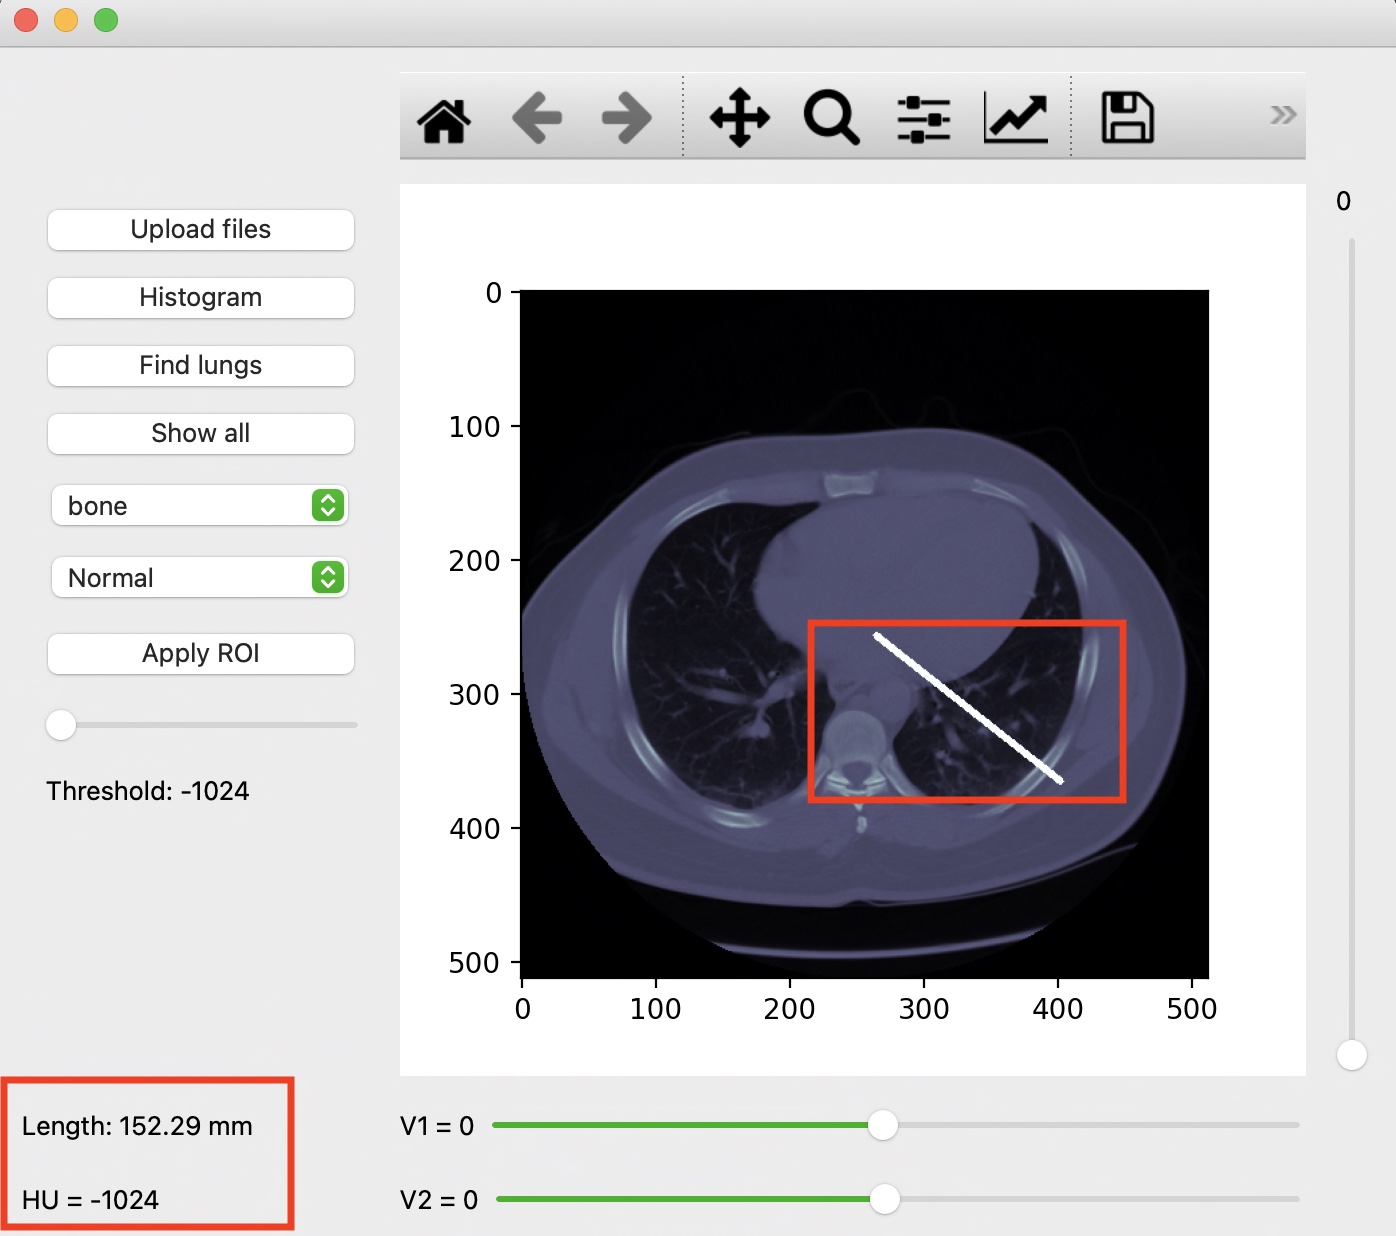 0
Upload files
Histogram
Find lungs
Show all
bone
Normal
Apply ROI
Threshold: -1024
0
100
200
300
400
500
0 100 200 300 400 500
Length: 152.29 mm
HU = -1024
V1 = 0
V2 = 0